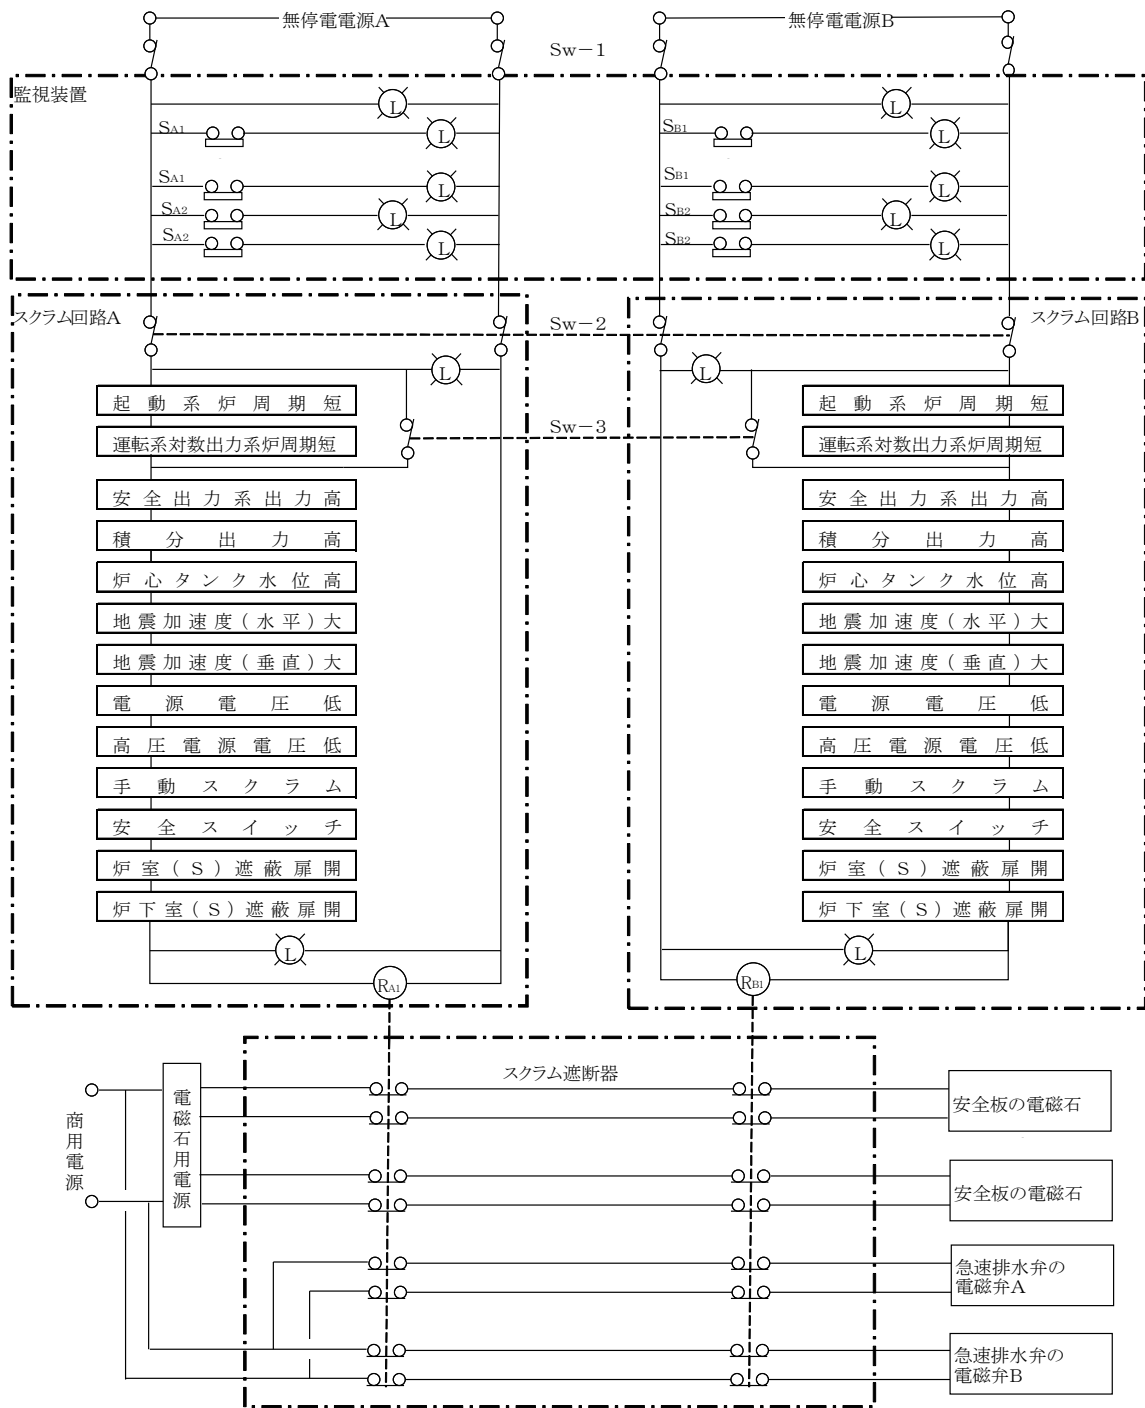 無停電電源A
無停電電源B
Sw-1
監視装置
L
L
SA1
L
SB1
L
SA1
L
SB1
L
SA2
L
SB2
L
SA2
L
SB2
L
スクラム回路A
Sw-2
スクラム回路B
L
L
起動系炉周期短
起動系炉周期短
Sw-3
運転系対数出力系炉周期短
運転系対数出力系炉周期短
安全出力系出力高
安全出力系出力高
積分出力高
積分出力高
炉心タンク水位高
炉心タンク水位高
地震加速度(水平)大
地震加速度(水平)大
地震加速度(垂直)大
地震加速度(垂直)大
電源電圧低
電源電圧低
高圧電源電圧低
高圧電源電圧低
手動スクラム
手動スクラム
安全スイッチ
安全スイッチ
炉室(S)遮蔽扉開
炉室(S)遮蔽扉開
炉下室(S)遮蔽扉開
炉下室(S)遮蔽扉開
L
L
RA1
RB1
スクラム遮断器
商用電源
電磁石用電源
安全板の電磁石
安全板の電磁石
急速排水弁の
電磁弁A
急速排水弁の
電磁弁B